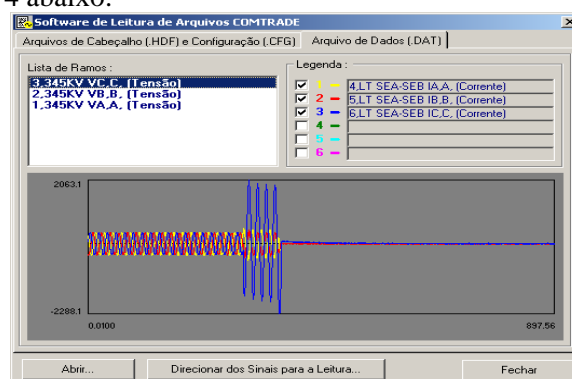 4 abaixo:
Software de Leitura de Arquivos COMTRADE
Arquivos de Cabeçalho (.HDF) e Configuração (.CFG) Arquivo de Dados (.DAT)
Lista de Ramos :
3,345KV VC,C, (Tensão)
2,345KV VB,B, (Tensão)
1,345KV VA,A, (Tensão)
Legenda :
1 4,LT SEA-SEB IA,A, (Corrente)
2 5,LT SEA-SEB IB,B, (Corrente)
3 6,LT SEA-SEB IC,C, (Corrente)
4
5
6
2063.1
-2288.1
0.0100 897.56
Abrir... Direcionar dos Sinais para a Leitura... Fechar